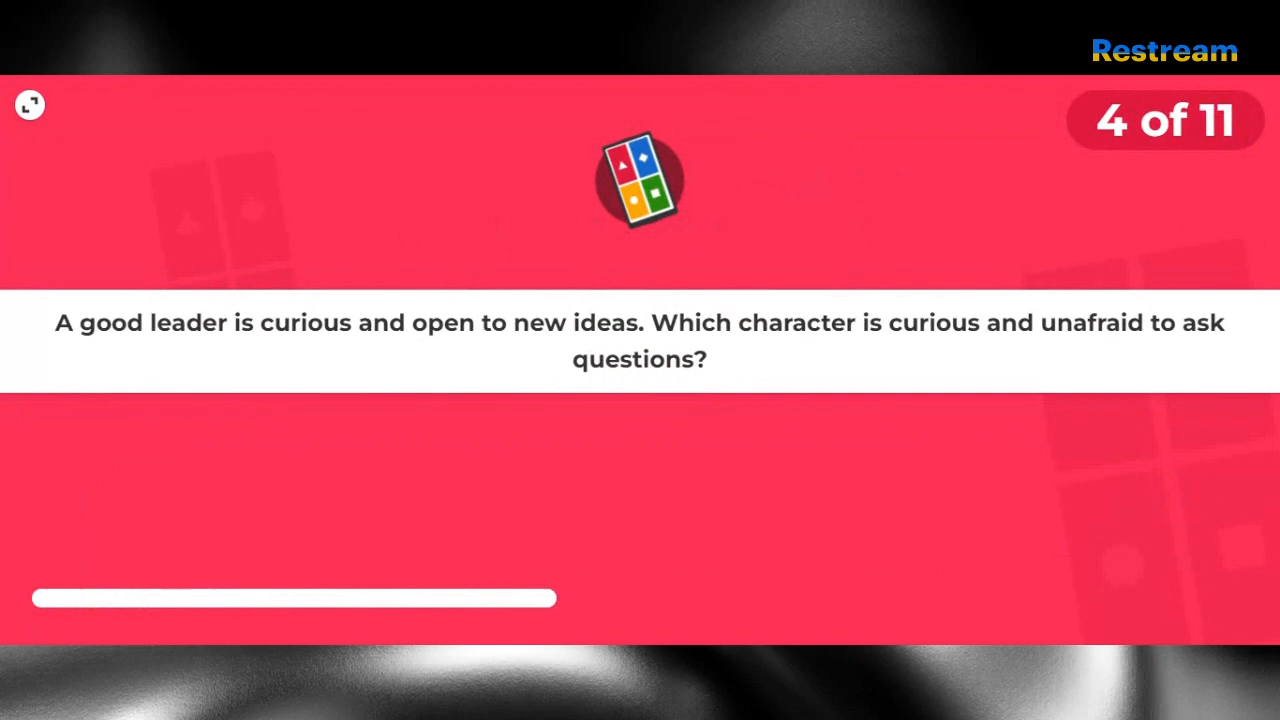 Restream
4 of 11
A good leader is curious and open to new ideas. Which character is curious and unafraid to ask
questions?